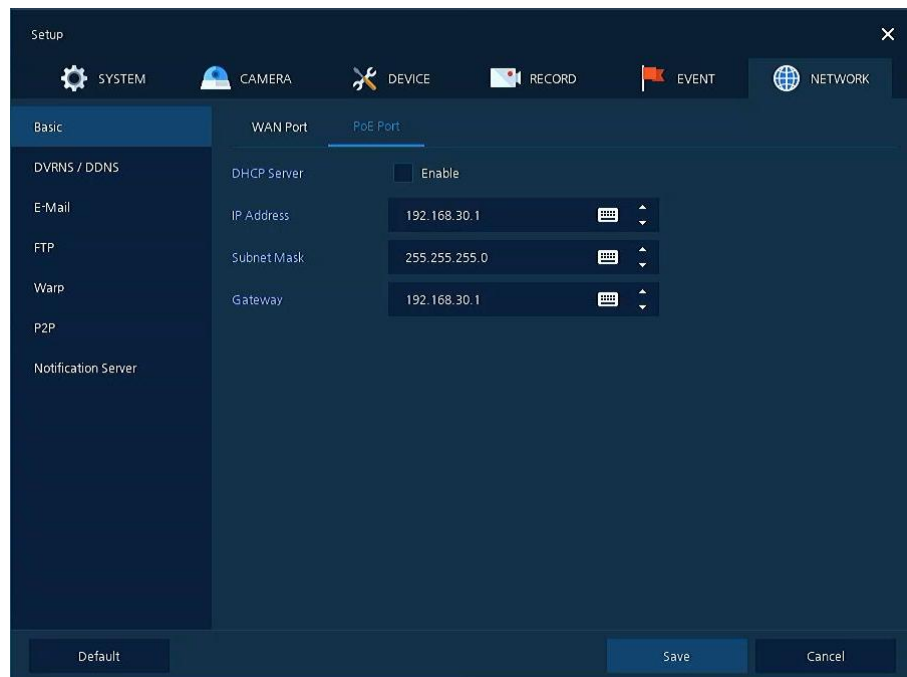 Setup
SYSTEM CAMERA DEVICE RECORD EVENT NETWORK
Basic
DVRNS / DDNS
E-Mail
FTP
Warp
P2P
Notification Server
WAN Port PoE Port
DHCP Server Enable
IP Address 192.168.30.1
Subnet Mask 255.255.255.0
Gateway 192.168.30.1
Default Save Cancel